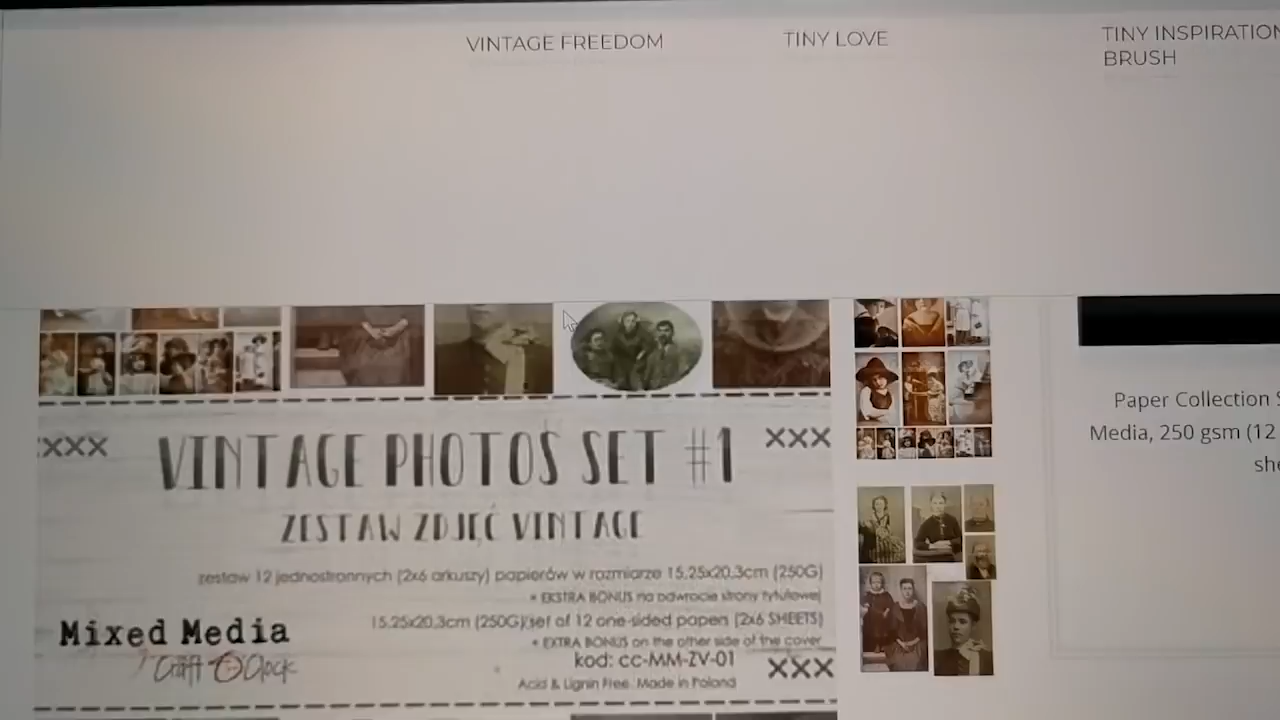 VINTAGE FREEDOM
TINY LOVE
TINY INSPIRATION
BRUSH
XXX
VINTAGE PHOTOS SET #1
XXX
ZESTAW ZDJĘĆ VINTAGE
zestaw 12 jednostronnych (2x6 arkuszy) papierów w rozmiarze 15,25x20,3cm (250G)
+ EKSTRA BONUS na odwrocie strony tytułowej
15,25x20,3cm (250G)/set of 12 one-sided papers (2x6 SHEETS)
+ EXTRA BONUS on the other side of the cover
Mixed Media
Craft O'Clock
kod: cc-MM-ZV-01
XXX
Acid & Lignin Free. Made in Poland
Paper Collection
Media, 250 gsm (12